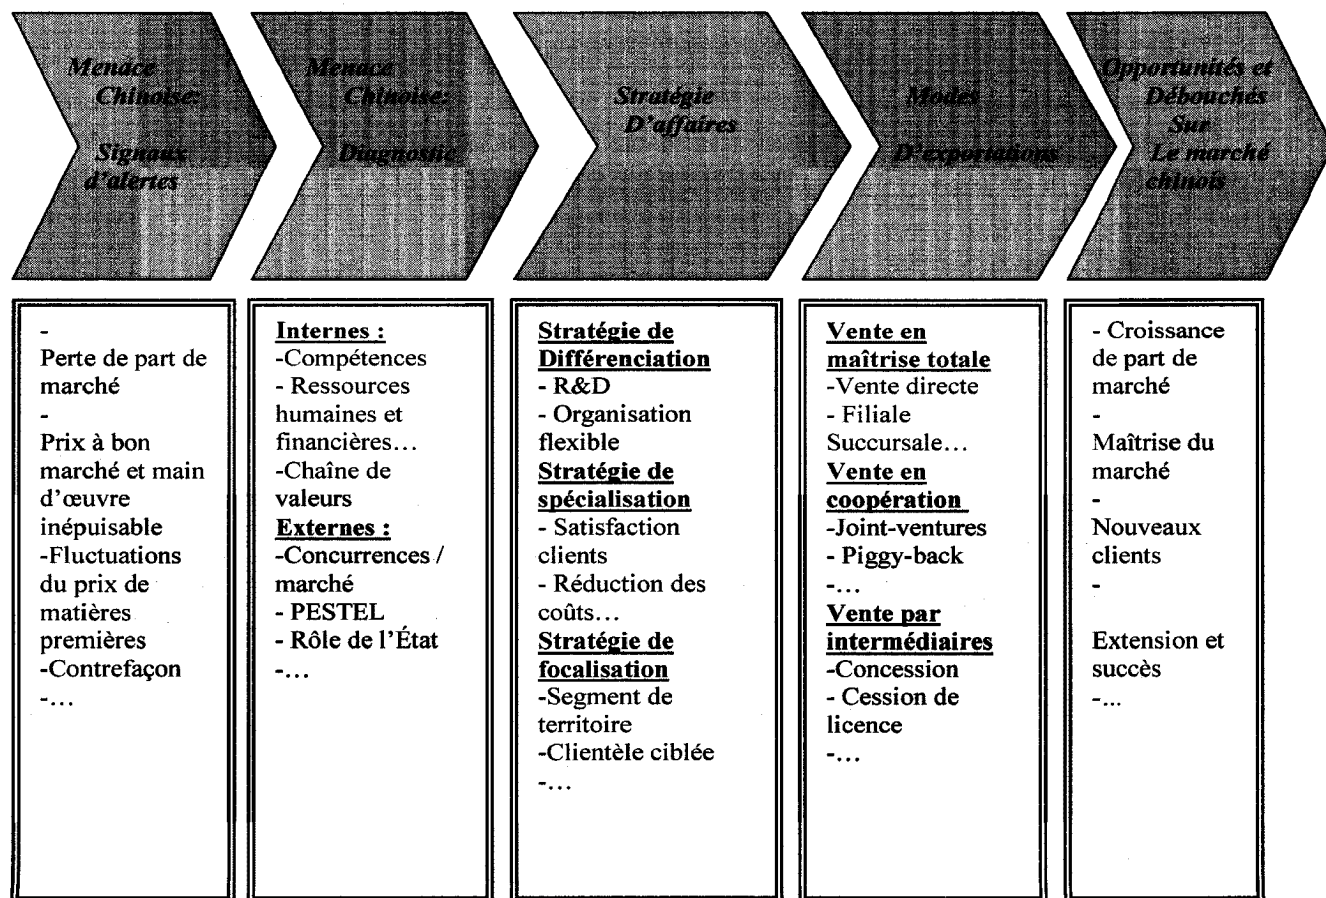 Menace
Chinoise:
Signaux
d'alertes
Menace
Chinoise:
Diagnostic
Stratégie
D'affaires
Modes
D'exportations
Opportunités et
Débouchés
Sur
Le marché
chinois
-
Perte de part de
marché
-
Prix à bon
marché et main
d'œuvre
inépuisable
-Fluctuations
du prix de
matières
premières
-Contrefaçon
-...
Internes :
-Compétences
- Ressources
humaines et
financières...
-Chaîne de
valeurs
Externes :
-Concurrences /
marché
- PESTEL
- Rôle de l'État
-...
Stratégie de
Différenciation
- R&D
- Organisation
flexible
Stratégie de
spécialisation
- Satisfaction
clients
- Réduction des
coûts...
Stratégie de
focalisation
-Segment de
territoire
-Clientèle ciblée
-...
Vente en
maîtrise totale
-Vente directe
- Filiale
Succursale...
Vente en
coopération
-Joint-ventures
- Piggy-back
-...
Vente par
intermédiaires
-Concession
- Cession de
licence
-...
- Croissance
de part de
marché
-
Maîtrise du
marché
-
Nouveaux
clients
-
Extension et
succès
-...